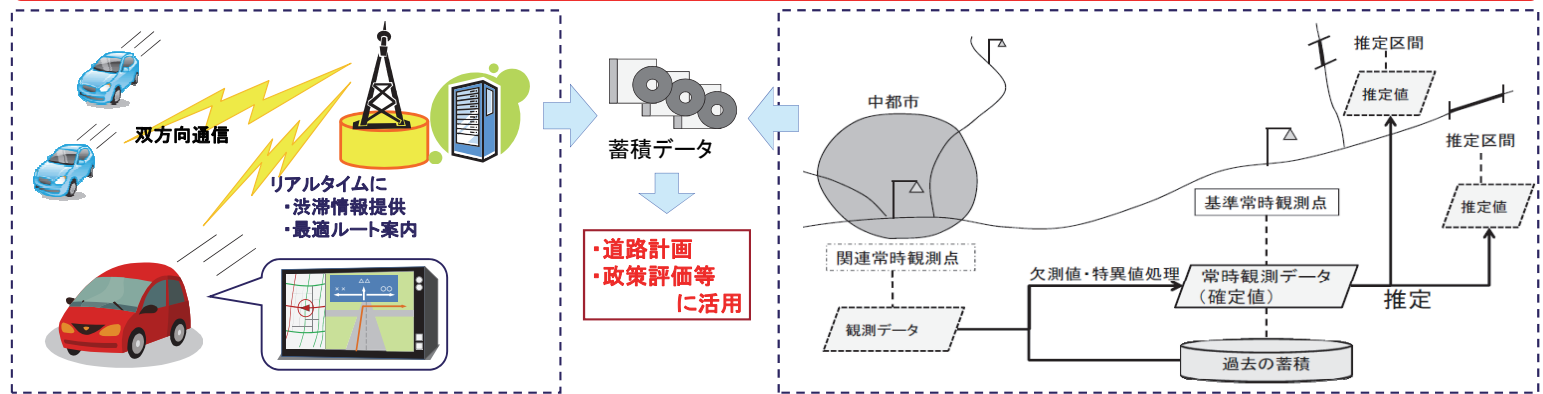 双方向通信
リアルタイムに
・渋滞情報提供
・最適ルート案内
△△
×× ○○
蓄積データ
・道路計画
・政策評価等
に活用
中都市
関連常時観測点
観測データ
欠測値・特異値処理
基準常時観測点
常時観測データ
（確定値）
過去の蓄積
推定
推定区間
推定値
推定区間
推定値